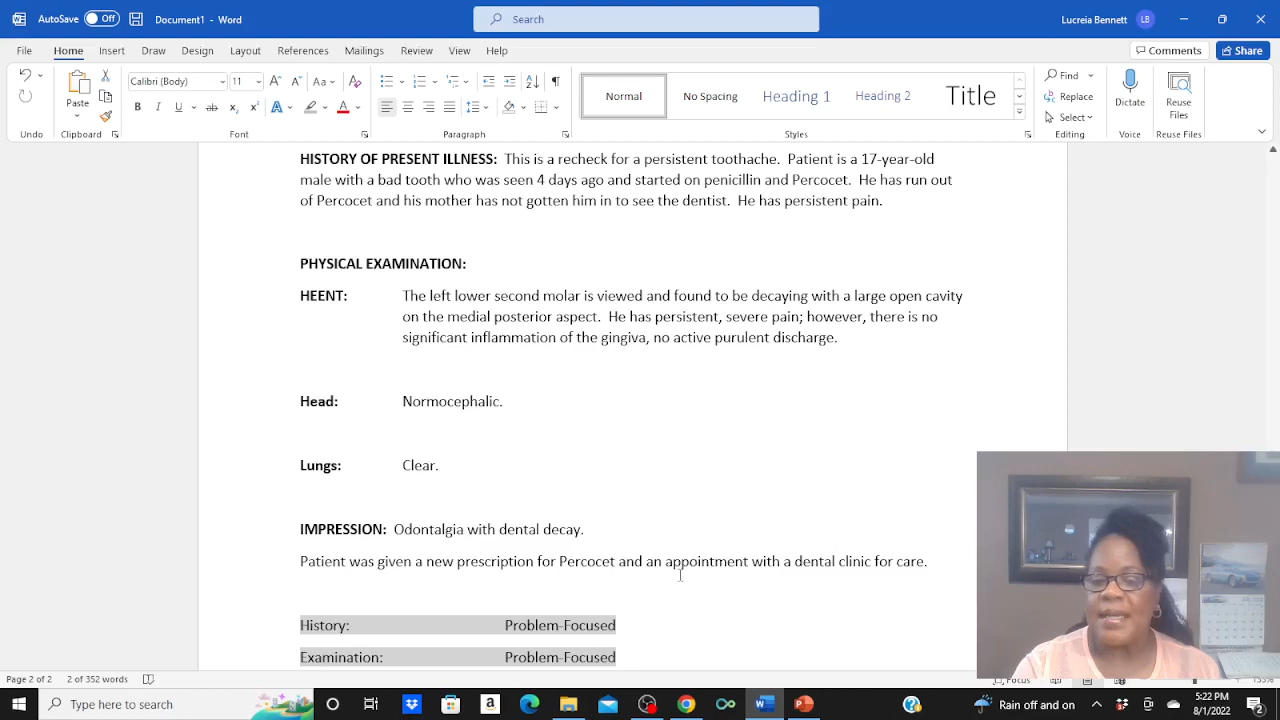 AutoSave Off Document1 - Word Search Lucreia Bennett LB
File Home Insert Draw Design Layout References Mailings Review View Help Comments Share
Calibri (Body) 11 Aa Normal No Spacing Heading 1 Heading 2 Title Find
Paste B I U ab x2 x2 A A Replace Dictate Reuse Files
Select
Undo Clipboard Font Paragraph Styles Editing Voice Reuse Files
HISTORY OF PRESENT ILLNESS: This is a recheck for a persistent toothache. Patient is a 17-year-old
male with a bad tooth who was seen 4 days ago and started on penicillin and Percocet. He has run out
of Percocet and his mother has not gotten him in to see the dentist. He has persistent pain.
PHYSICAL EXAMINATION:
HEENT: The left lower second molar is viewed and found to be decaying with a large open cavity
on the medial posterior aspect. He has persistent, severe pain; however, there is no
significant inflammation of the gingiva, no active purulent discharge.
Head: Normocephalic.
Lungs: Clear.
IMPRESSION: Odontalgia with dental decay.
Patient was given a new prescription for Percocet and an appointment with a dental clinic for care.
History: Problem-Focused
Examination: Problem-Focused
Page 2 of 2 2 of 352 words Focus
Type here to search Rain off and on 5:22 PM
8/1/2022 2